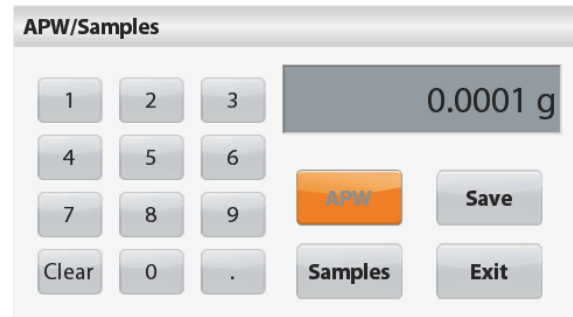 APW/Samples
0.0001 g
1 2 3
4 5 6
7 8 9
Clear 0 .
APW Save
Samples Exit